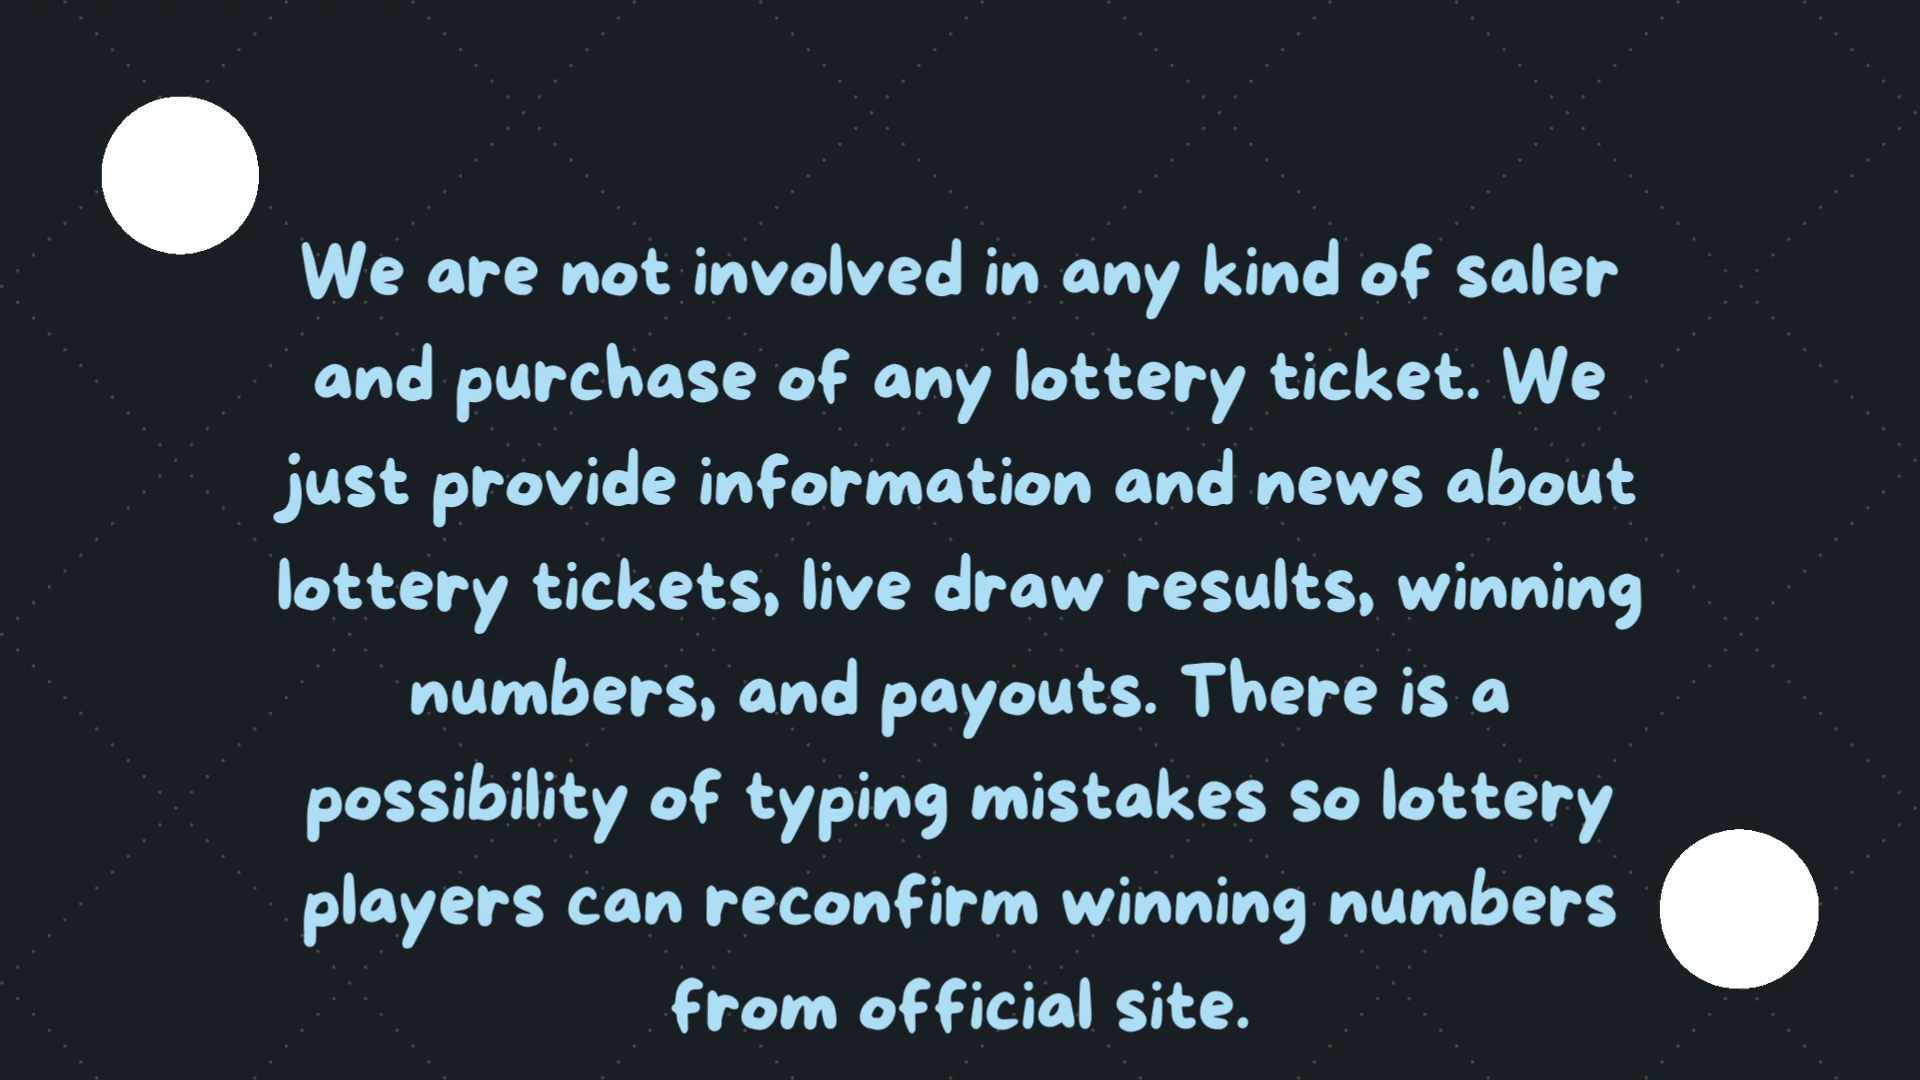 We are not involved in any kind of saler
and purchase of any lottery ticket. We
just provide information and news about
lottery tickets, live draw results, winning
numbers, and payouts. There is a
possibility of typing mistakes so lottery
players can reconfirm winning numbers
from official site.